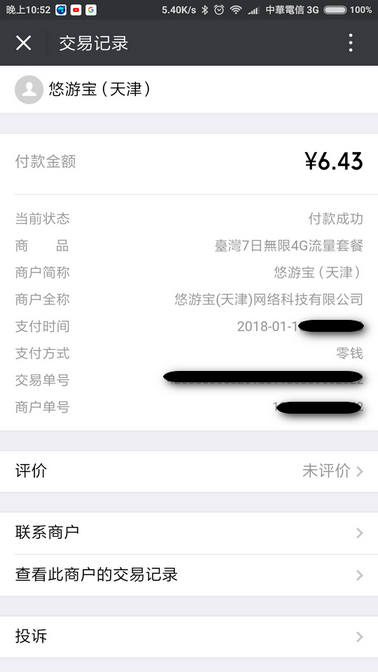 晚上10:52 5.40K/s 中華電信 3G 100%
交易记录
悠游宝（天津）
付款金额 ¥6.43
当前状态 付款成功
商品 臺灣7日無限4G流量套餐
商户简称 悠游宝（天津）
商户全称 悠游宝(天津)网络科技有限公司
支付时间 2018-01-1
支付方式 零钱
交易单号
商户单号
评价 未评价
联系商户
查看此商户的交易记录
投诉